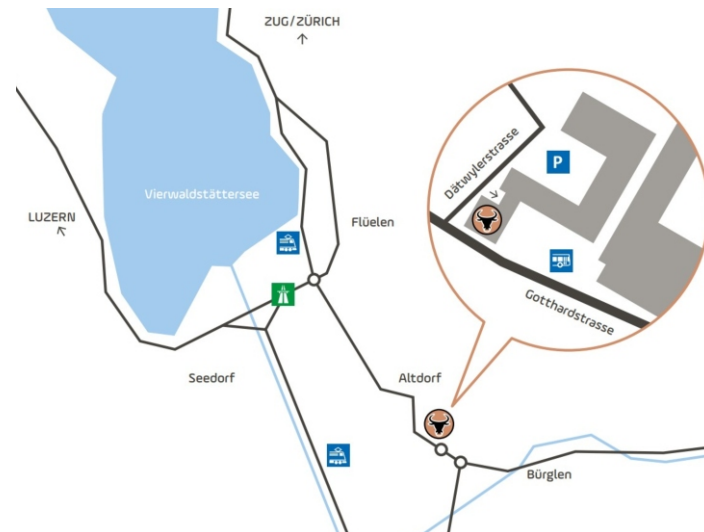 ZUG/ZÜRICH
Dätwylerstrasse
P
Vierwaldstättersee
LUZERN
Flüelen
Gotthardstrasse
Seedorf
Altdorf
Bürglen